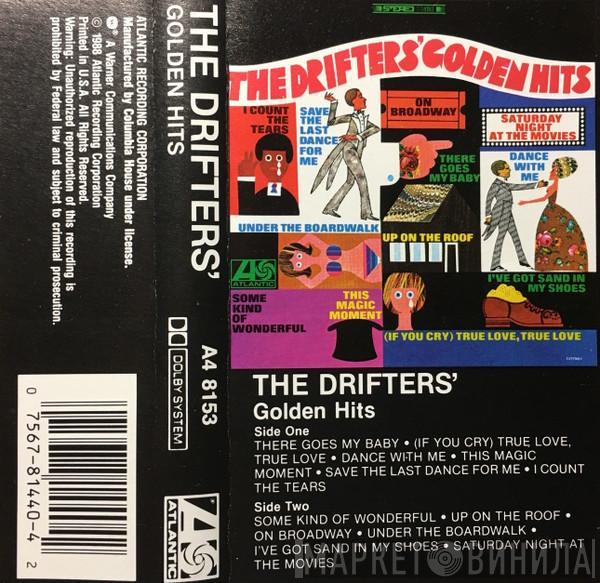 STEREO
THE DRIFTERS' GOLDEN HITS
I COUNT
THE
TEARS
SAVE
THE
LAST
DANCE
FOR
ME
ON
BROADWAY
SATURDAY
NIGHT
AT THE MOVIES
THERE
GOES
MY BABY
DANCE
WITH
ME
UNDER THE BOARDWALK
UP ON THE ROOF
I'VE GOT SAND IN
MY SHOES
ATLANTIC
SOME
KIND
OF
WONDERFUL
THIS
MAGIC
MOMENT
(IF YOU CRY) TRUE LOVE, TRUE LOVE
THE DRIFTERS'
Golden Hits
Side One
THERE GOES MY BABY • (IF YOU CRY) TRUE LOVE,
TRUE LOVE • DANCE WITH ME • THIS MAGIC
MOMENT • SAVE THE LAST DANCE FOR ME • I COUNT
THE TEARS
Side Two
SOME KIND OF WONDERFUL • UP ON THE ROOF •
ON BROADWAY • UNDER THE BOARDWALK •
I'VE GOT SAND IN MY SHOES • SATURDAY NIGHT AT
THE MOVIES
THE DRIFTERS'
GOLDEN HITS
A4 8153
DOLBY SYSTEM
ATLANTIC
ATLANTIC RECORDING CORPORATION
Manufactured by Columbia House under license.
A Warner Communications Company
© 1988 Atlantic Recording Corporation
Printed in U.S.A. All Rights Reserved.
Warning: Unauthorized reproduction of this recording is
prohibited by Federal law and subject to criminal prosecution.
0 7567-81440-4 2
МАРКЕТ ВИНИЛА